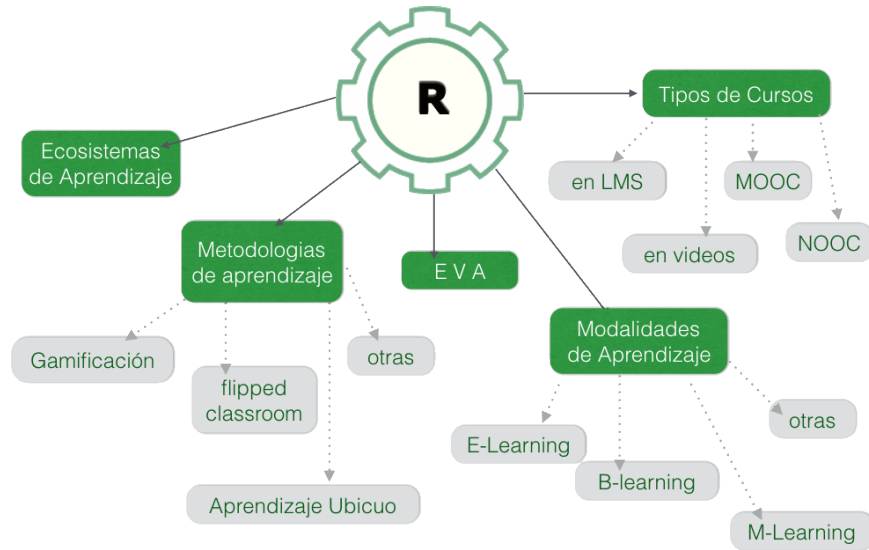 R
Tipos de Cursos
en LMS
MOOC
en videos
NOOC
Ecosistemas
de Aprendizaje
Metodologias
de aprendizaje
Gamificación
flipped
classroom
otras
Aprendizaje Ubicuo
E V A
Modalidades
de Aprendizaje
E-Learning
B-learning
otras
M-Learning